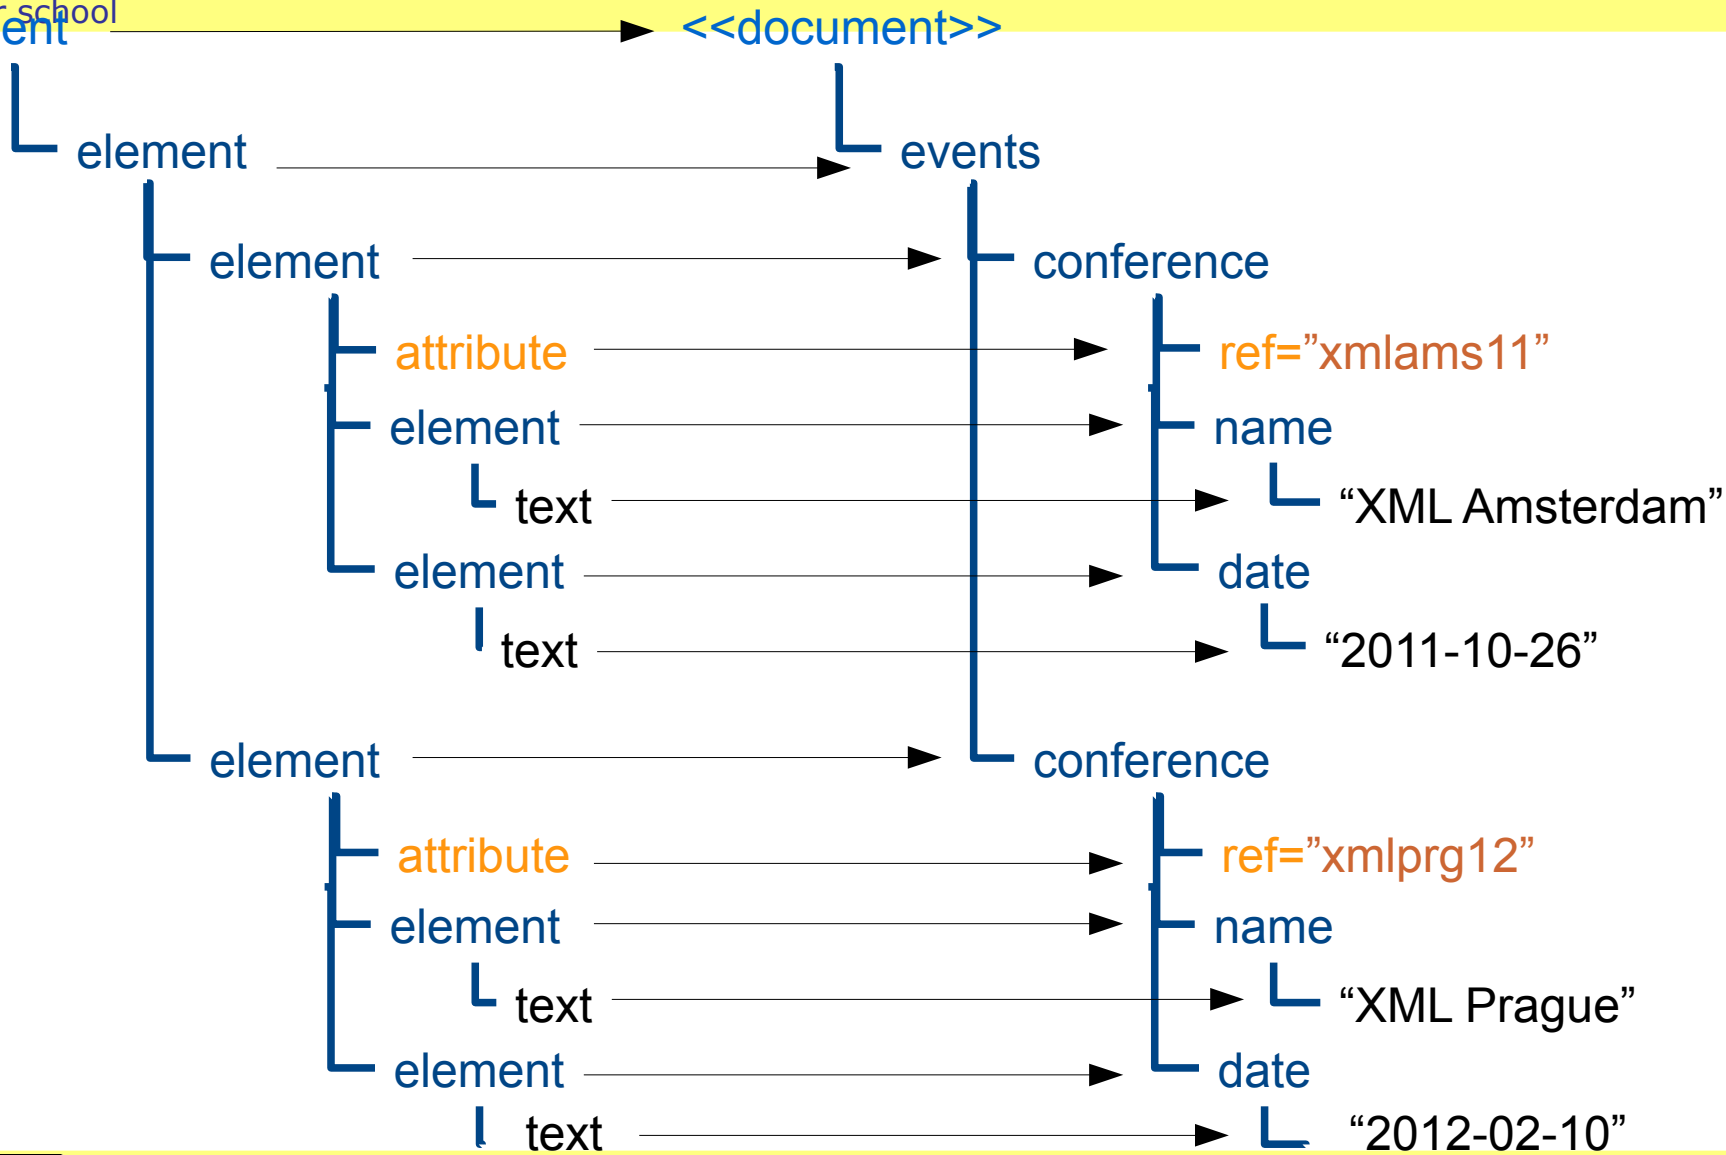 school
<<document>>
element events
element conference
attribute ref=”xmlams11”
element name
text “XML Amsterdam”
element date
text “2011-10-26”
element conference
attribute ref=”xmlprg12”
element name
text “XML Prague”
element date
text “2012-02-10”